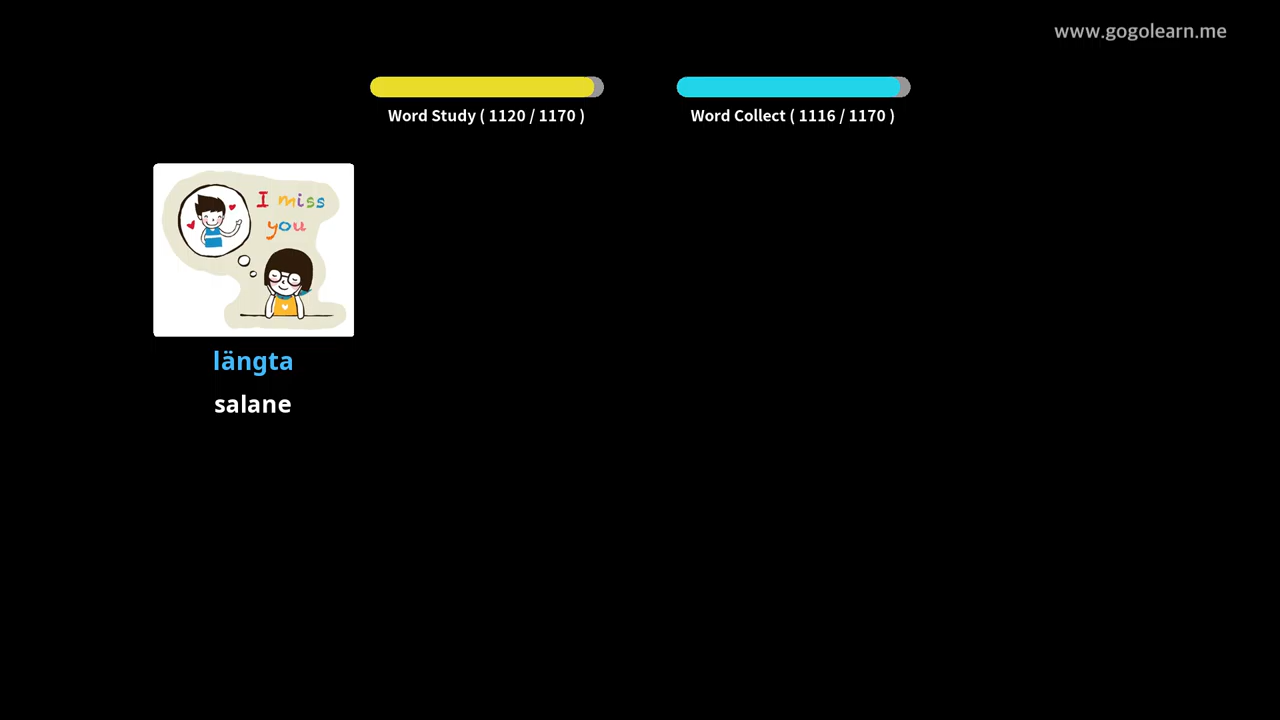 www.gogolearn.me
Word Study ( 1120 / 1170 )
Word Collect ( 1116 / 1170 )
I miss
you
längta
salane